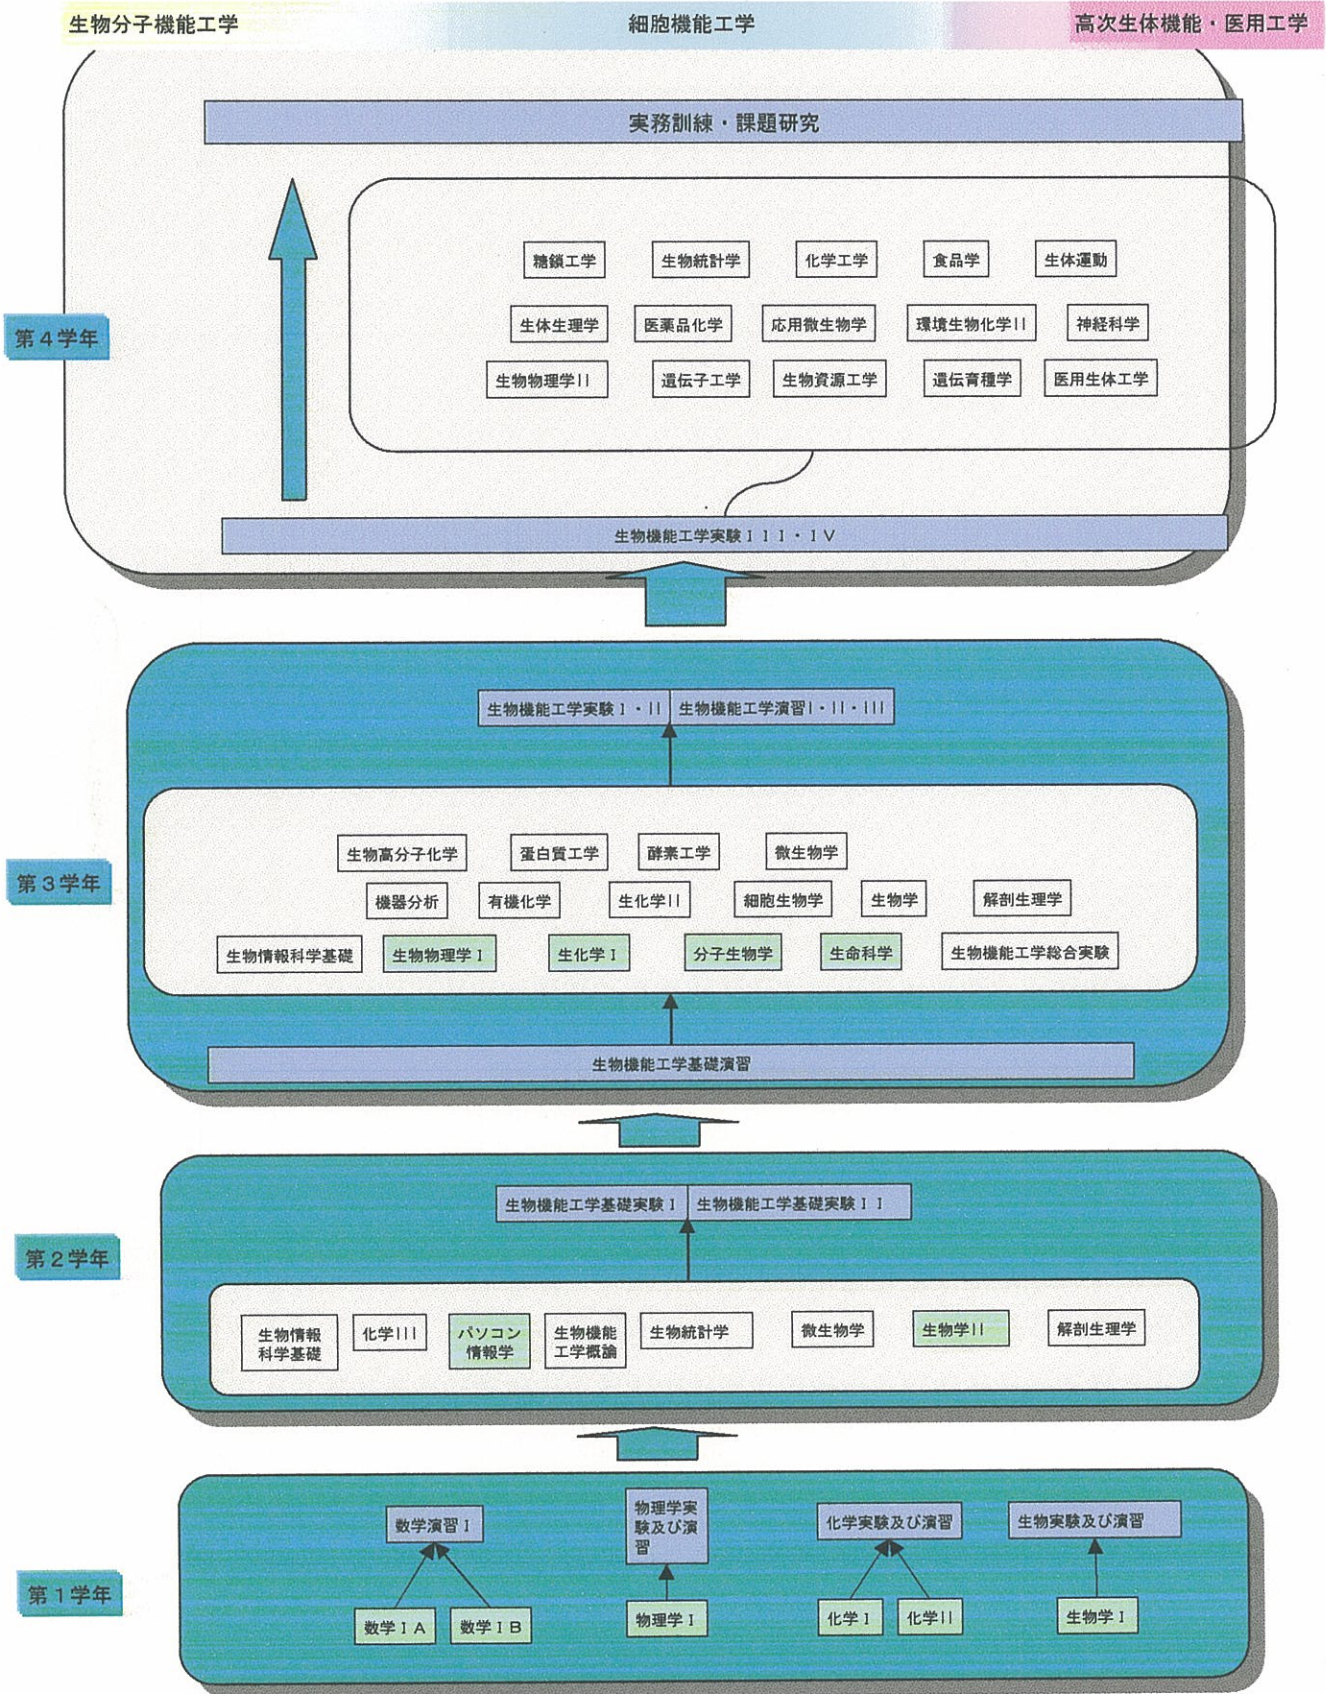 生物分子機能工学
細胞機能工学
高次生体機能・医用工学
実務訓練・課題研究
第4学年
糖鎖工学
生物統計学
化学工学
食品学
生体運動
生体生理学
医薬品化学
応用微生物学
環境生物化学II
神経科学
生物物理学II
遺伝子工学
生物資源工学
遺伝育種学
医用生体工学
生物機能工学実験III・IV
生物機能工学実験I・II
生物機能工学演習I・II・III
第3学年
生物高分子化学
蛋白質工学
酵素工学
微生物学
機器分析
有機化学
生化学II
細胞生物学
生物学
解剖生理学
生物情報科学基礎
生物物理学I
生化学I
分子生物学
生命科学
生物機能工学総合実験
生物機能工学基礎演習
生物機能工学基礎実験I
生物機能工学基礎実験II
第2学年
生物情報
科学基礎
化学III
パソコン
情報学
生物機能
工学概論
生物統計学
微生物学
生物学II
解剖生理学
第1学年
数学演習I
物理学実
験及び演
習
化学実験及び演習
生物実験及び演習
数学IA
数学IB
物理学I
化学I
化学II
生物学I